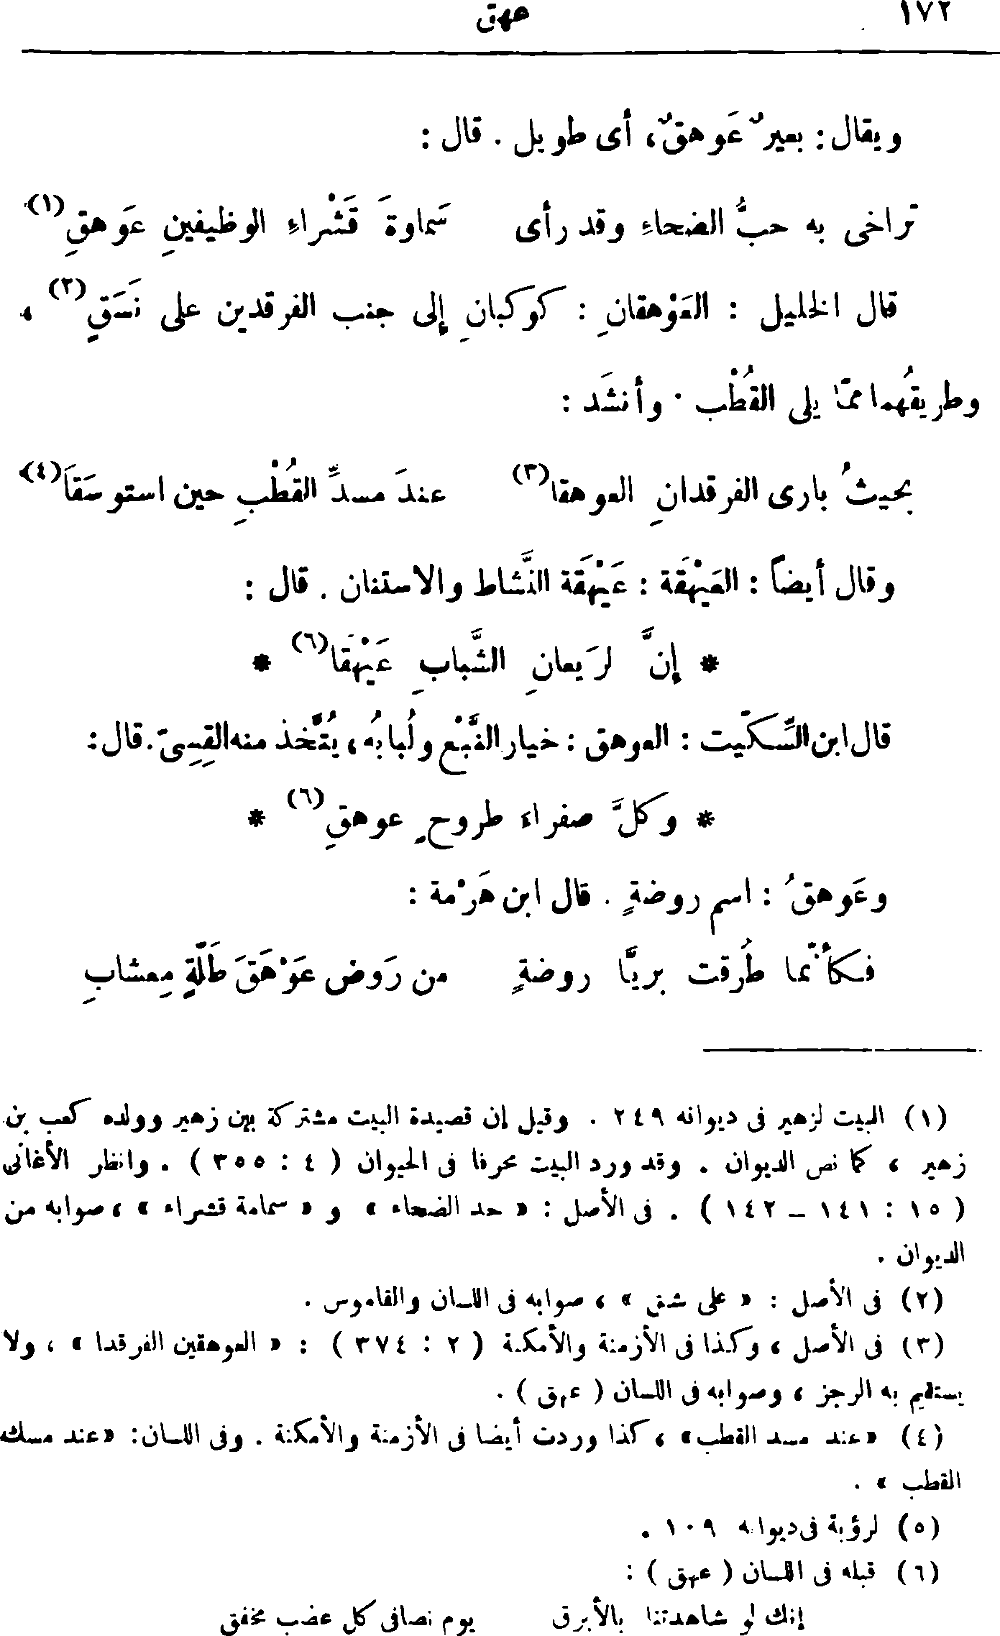 ١٧٢ عهق
ويقال: بعيرٌ عَوهقٌ، أى طويل . قال :
تراخى به حبُّ الضحاءِ وقد رأى سَماوةَ قَشْراءِ الوظيفينِ عَوهقِ(١)
قال الخليل : العَوْهقانِ : كوكبانِ إلى جنب الفرقدين على نَسَقٍ(٢) ،
وطريقُهما ممّا يلى القُطْب . وأنشَد :
بحيثُ بارى الفرقدانِ العوهقا(٣) عندَ مسدِّ القُطْبِ حين استوسَقَا(٤)
وقال أيضاً : العَيْهَقة : عَيْهَقة النَّشاط والاستنان . قال :
* إنَّ لرَيعانِ الشَّبابِ عَيْهَقَا(٦) *
قال ابن السِّكّيت : العوهق : خيار النَّبْع ولُبابُه، يُتَّخذ منه القِسِىّ. قال:
* وكلَّ صفراءَ طروحٍ عوهقِ(٦) *
وعَوهقُ : اسم روضةٍ . قال ابن هَرْمة :
فكأنّما طُرقت بريَّا روضةٍ من رَوض عَوْهَقَ طَلّةٍ مِعشابِ
(١) البيت لزهير فى ديوانه ٢٤٩ . وقيل إن قصيدة البيت مشتركة بين زهير وولده كعب بن
زهير ، كما نص الديوان . وقد ورد البيت محرفا فى الحيوان ( ٤ : ٣٥٥ ) . وانظر الأغانى
( ١٥ : ١٤١ – ١٤٢ ) . فى الأصل : « حد الضحاء » و « سمامة قشراء » ، صوابه من
الديوان .
(٢) فى الأصل : « على شق » ، صوابه فى اللسان والقاموس .
(٣) فى الأصل ، وكذا فى الأزمنة والأمكنة ( ٢ : ٣٧٤ ) : « العوهقين الفرقدا » ، ولا
يستقيم به الرجز ، وصوابه فى اللسان ( عهق ) .
(٤) «عند مسد القطب» ، كذا وردت أيضا فى الأزمنة والأمكنة . وفى اللسان: «عند مسك
القطب » .
(٥) لرؤبة فى ديوانه ١٠٩ .
(٦) قبله فى اللسان ( عهق ) :
إنك لو شاهدتنا بالأبرق يوم نصافى كل عضب مخفق